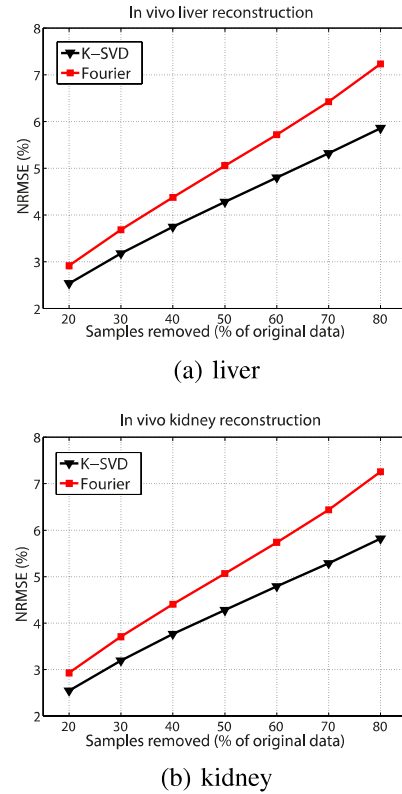 In vivo liver reconstruction
8
7
6
5
4
3
2
NRMSE (%)
K-SVD
Fourier
20 30 40 50 60 70 80
Samples removed (% of original data)
(a) liver
In vivo kidney reconstruction
8
7
6
5
4
3
2
NRMSE (%)
K-SVD
Fourier
20 30 40 50 60 70 80
Samples removed (% of original data)
(b) kidney